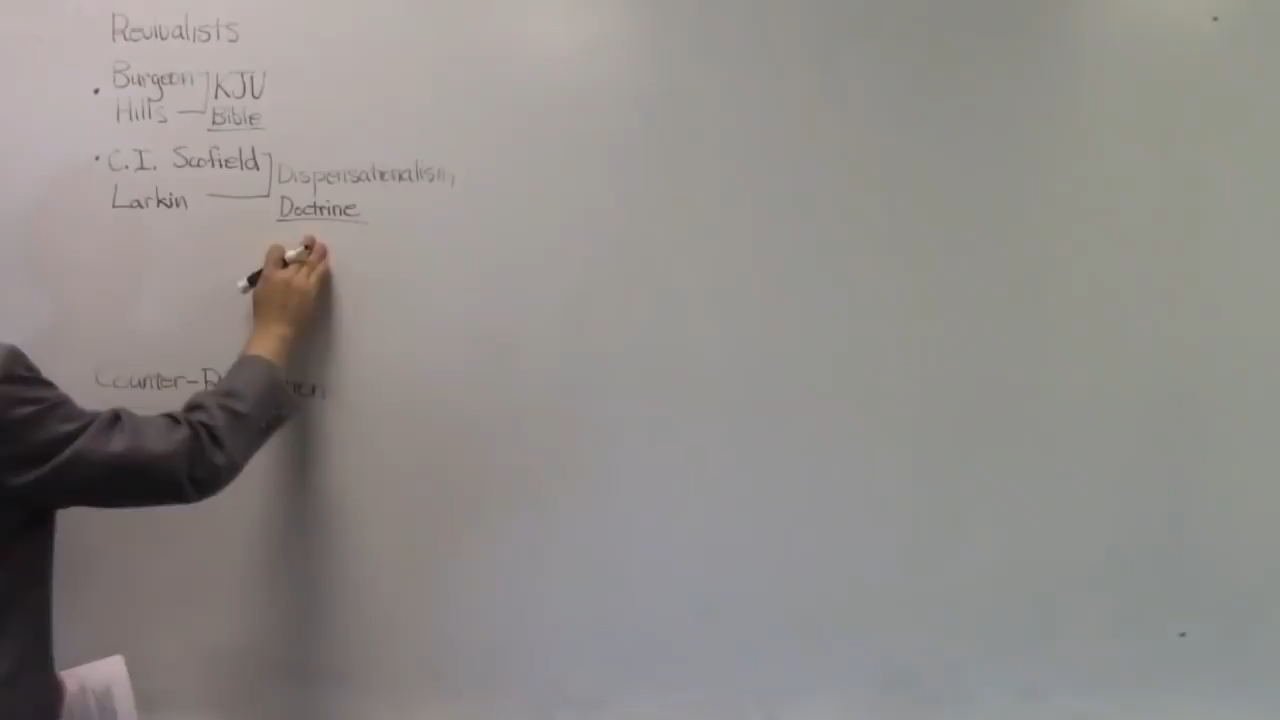 Revivalists
• Burgeon
Hills
KJV
Bible
• C.I. Scofield
Larkin
Dispensationalism,
Doctrine
Counter-